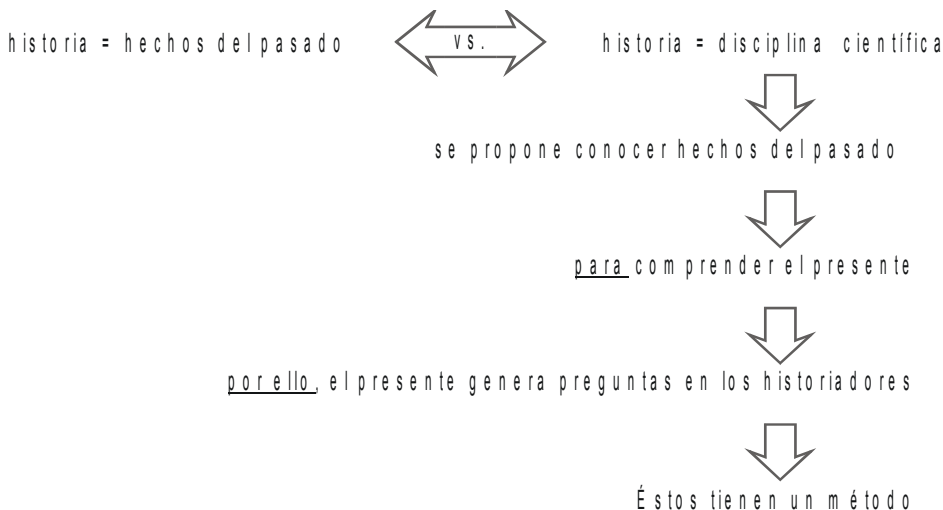 historia = hechos del pasado vs. historia = disciplina científica
se propone conocer hechos del pasado
para comprender el presente
por ello, el presente genera preguntas en los historiadores
Éstos tienen un método